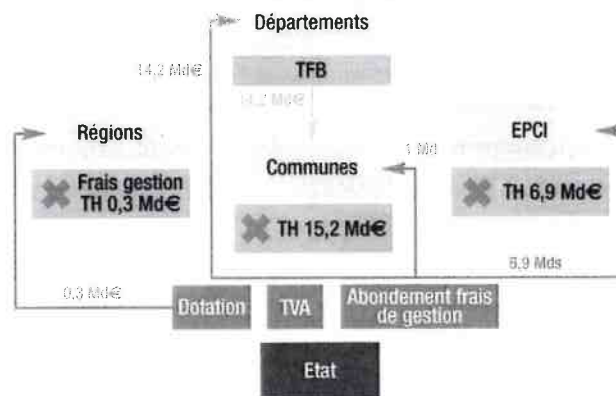 Départements
14,2 Md€
TFB
14,2 Md€
Régions
EPCI
1 Md
Communes
Frais gestion
TH 0,3 Md€
TH 6,9 Md€
TH 15,2 Md€
6,9 Mds
0,3 Md€
Dotation
TVA
Abondement frais
de gestion
Etat